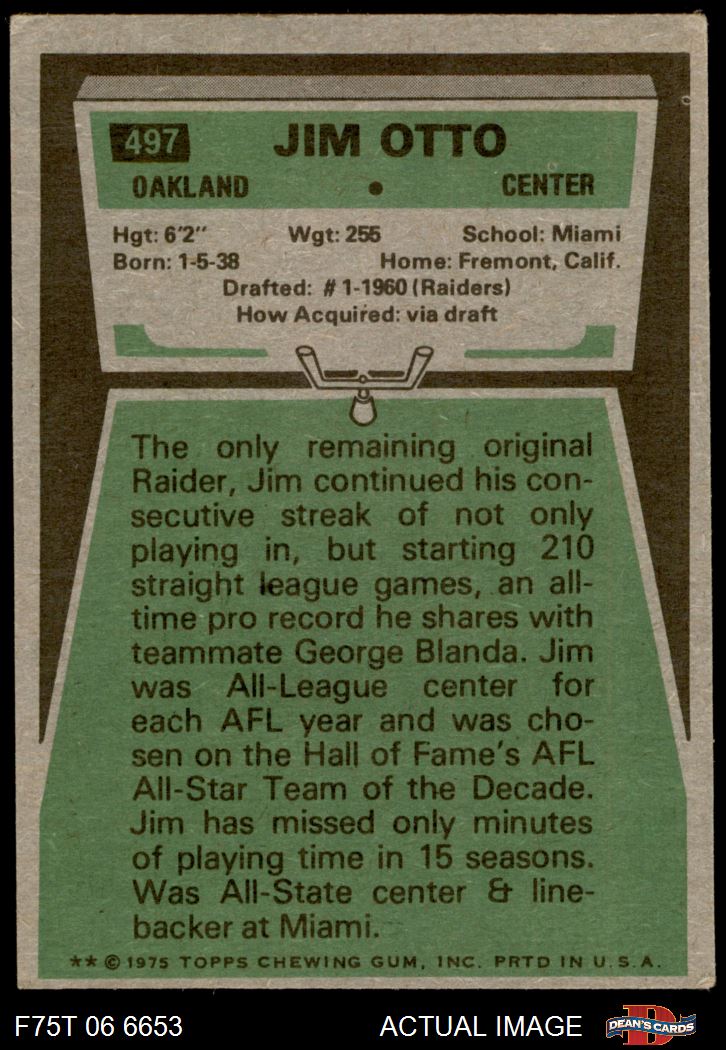 497 JIM OTTO
OAKLAND • CENTER
Hgt: 6'2" Wgt: 255 School: Miami
Born: 1-5-38 Home: Fremont, Calif.
Drafted: #1-1960 (Raiders)
How Acquired: via draft
The only remaining original
Raider, Jim continued his con-
secutive streak of not only
playing in, but starting 210
straight league games, an all-
time pro record he shares with
teammate George Blanda. Jim
was All-League center for
each AFL year and was cho-
sen on the Hall of Fame's AFL
All-Star Team of the Decade.
Jim has missed only minutes
of playing time in 15 seasons.
Was All-State center & line-
backer at Miami.
** © 1975 TOPPS CHEWING GUM, INC. PRTD IN U.S.A.
F75T 06 6653 ACTUAL IMAGE D DEAN'S CARDS